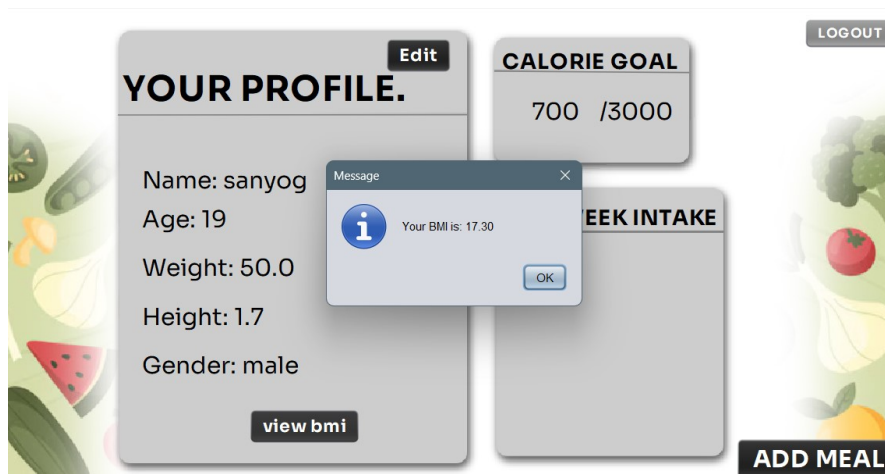 LOGOUT
Edit
YOUR PROFILE.
CALORIE GOAL
700 /3000
Name: sanyog
Age: 19
Weight: 50.0
Height: 1.7
Gender: male
view bmi
Message
Your BMI is: 17.30
OK
EEK INTAKE
ADD MEAL